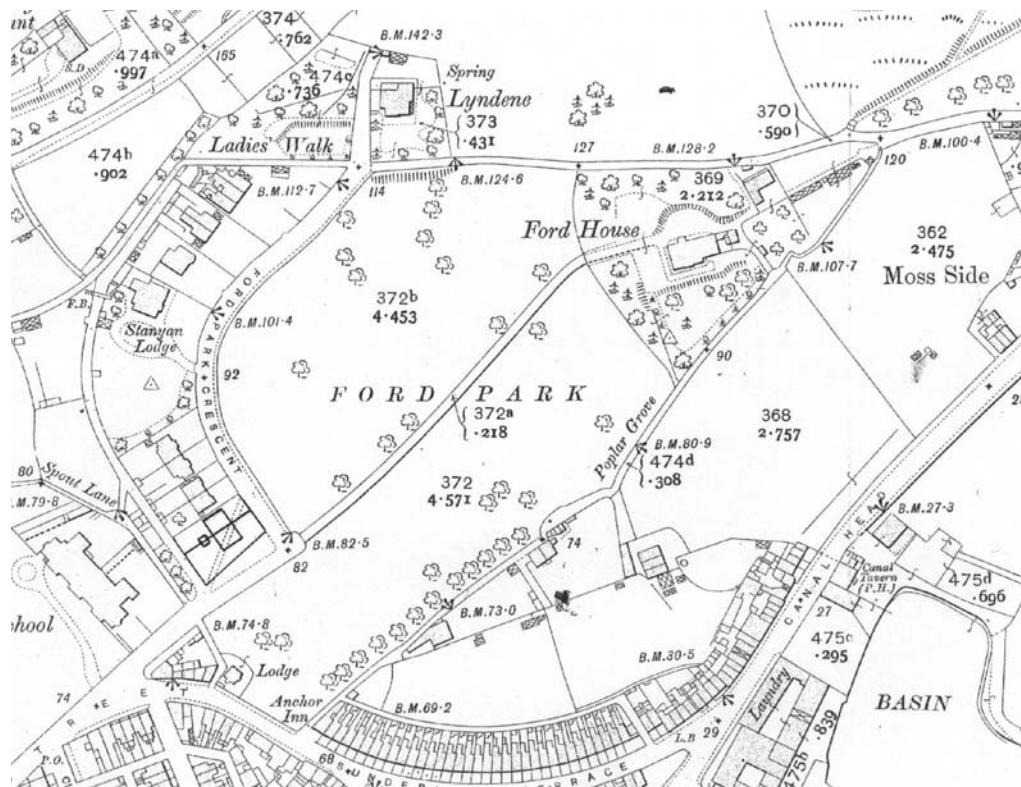 unt
474a
·997
S.D
165
374
·762
474c
·736
B.M.142·3
Spring
Lyndene
373
·431
Ladies' Walk
474b
·902
B.M.112·7
114
B.M.124·6
127
B.M.128·2
370
·590
120
B.M.100·4
369
2·212
Ford House
B.M.107·7
362
2·475
Moss Side
F.B
Stanyan
Lodge
B.M.101·4
92
FORD PARK CRESCENT
372b
4·453
FORD PARK
372a
·218
90
368
2·757
Poplar Grove
B.M.80·9
474d
·308
372
4·571
80
Spout Lane
B.M.79·8
B.M.82·5
82
74
B.M.27·3
CANAL HEAD
Canal
Tavern
(P.H.)
475d
·696
27
475c
·295
hool
B.M.74·8
B.M.73·0
Lodge
B.M.30·5
Anchor
Inn
B.M.69·2
74
Laundry
BASIN
L.B
29
·839
475b
P.O.
68
STREET
SUNDER TERRACE